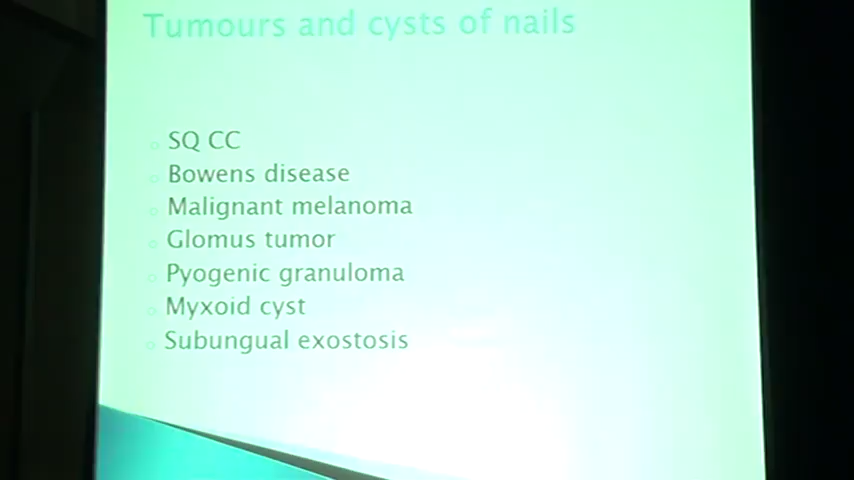 Tumours and cysts of nails
SQ CC
Bowens disease
Malignant melanoma
Glomus tumor
Pyogenic granuloma
Myxoid cyst
Subungual exostosis